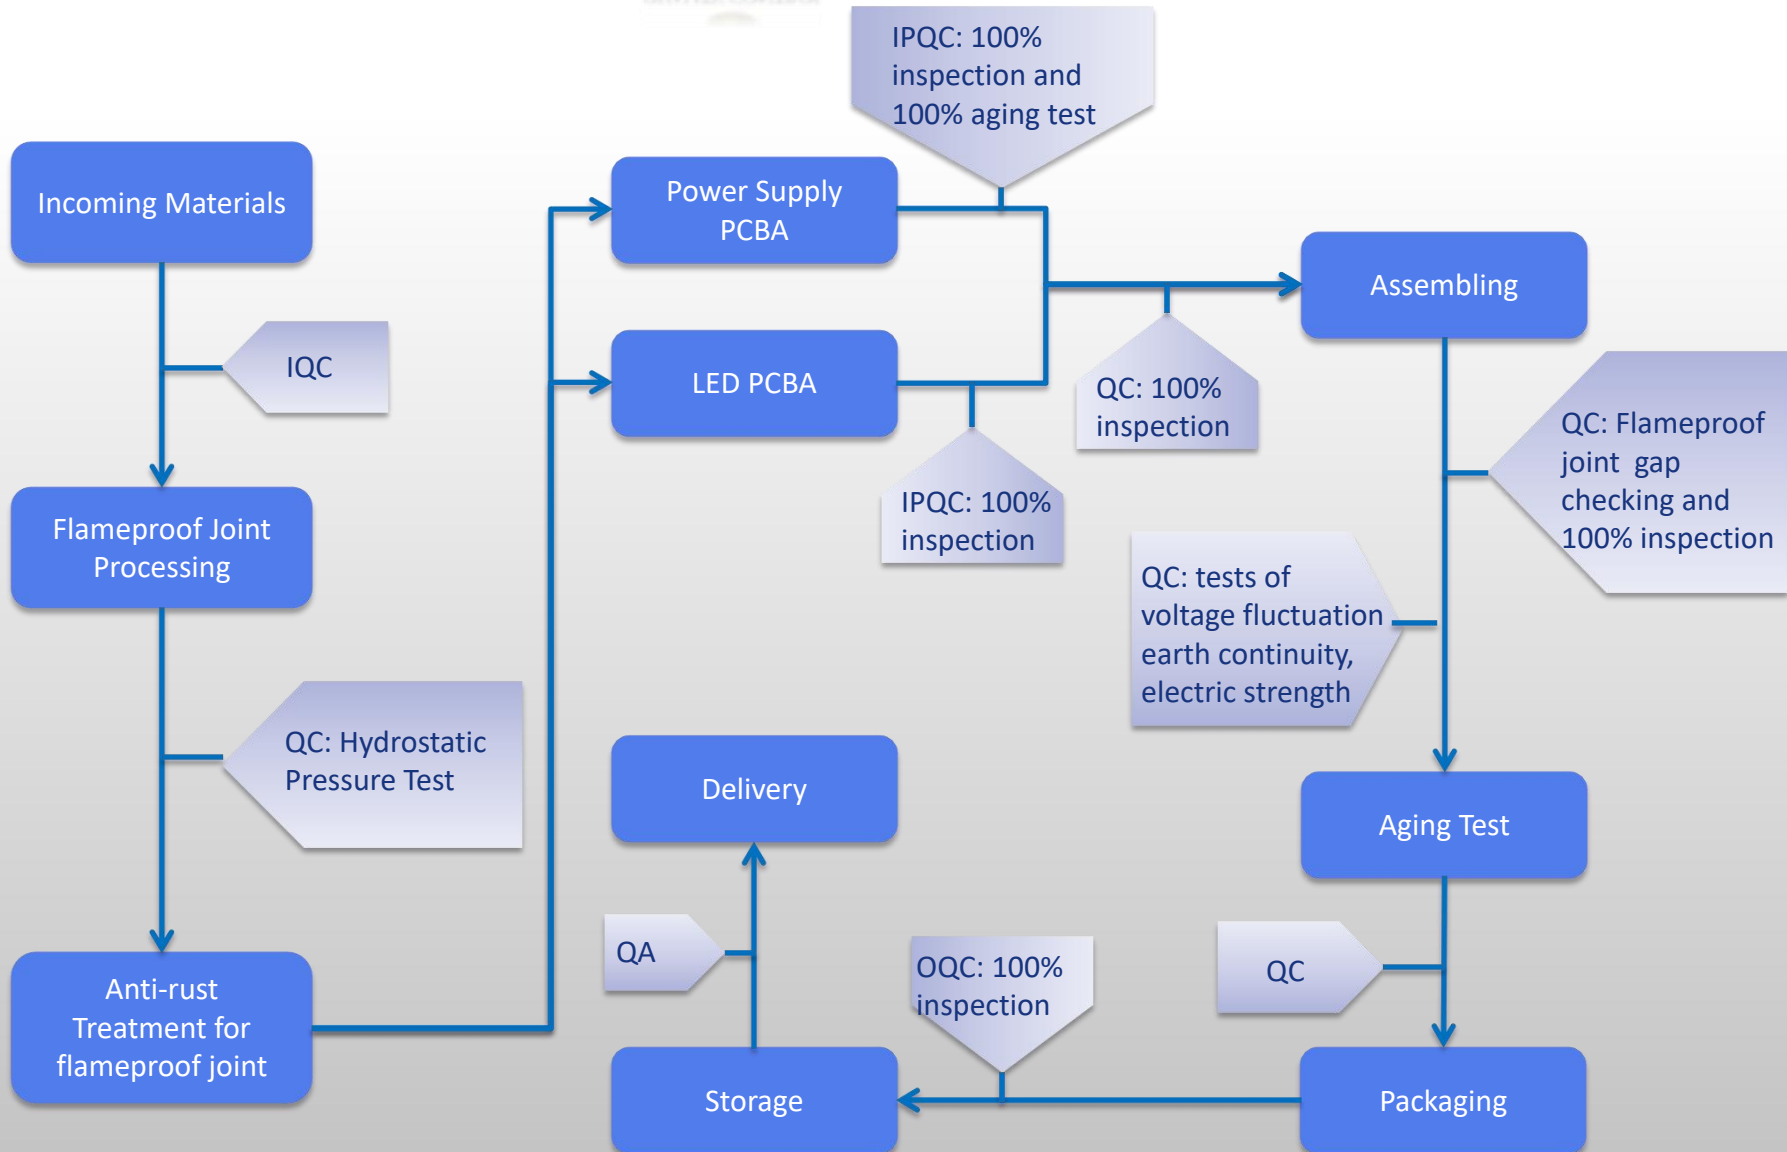 IPQC: 100%
inspection and
100% aging test
Incoming Materials
Power Supply
PCBA
Assembling
IQC
LED PCBA
QC: 100%
inspection
QC: Flameproof
joint  gap
checking and
100% inspection
Flameproof Joint
Processing
IPQC: 100%
inspection
QC: tests of
voltage fluctuation
earth continuity,
electric strength
QC: Hydrostatic
Pressure Test
Delivery
Aging Test
QA
OQC: 100%
inspection
QC
Anti-rust
Treatment for
flameproof joint
Storage
Packaging